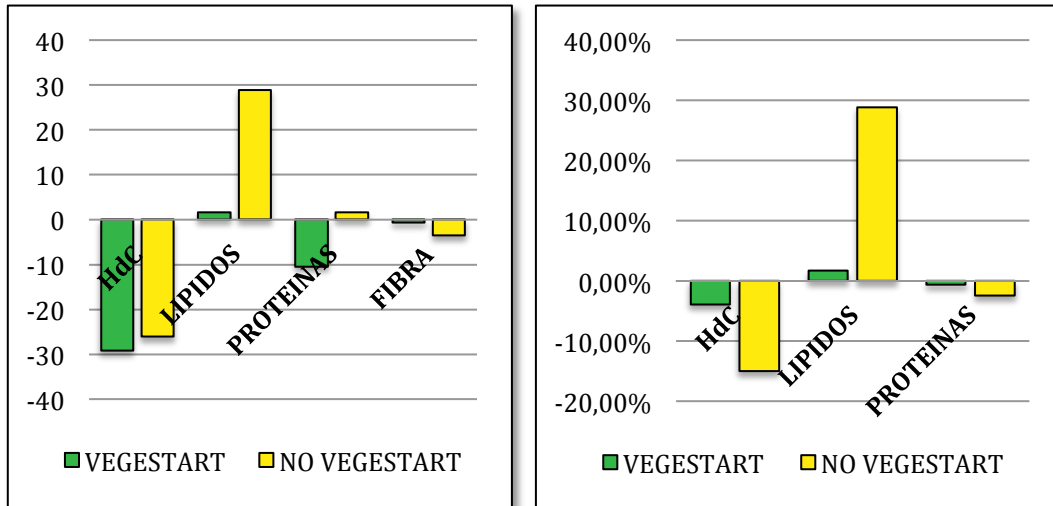 40
30
20
10
0
-10
-20
-30
-40
HdC
LIPIDOS
PROTEINAS
FIBRA
VEGESTART
NO VEGESTART
40,00%
30,00%
20,00%
10,00%
0,00%
-10,00%
-20,00%
HdC
LIPIDOS
PROTEINAS
VEGESTART
NO VEGESTART